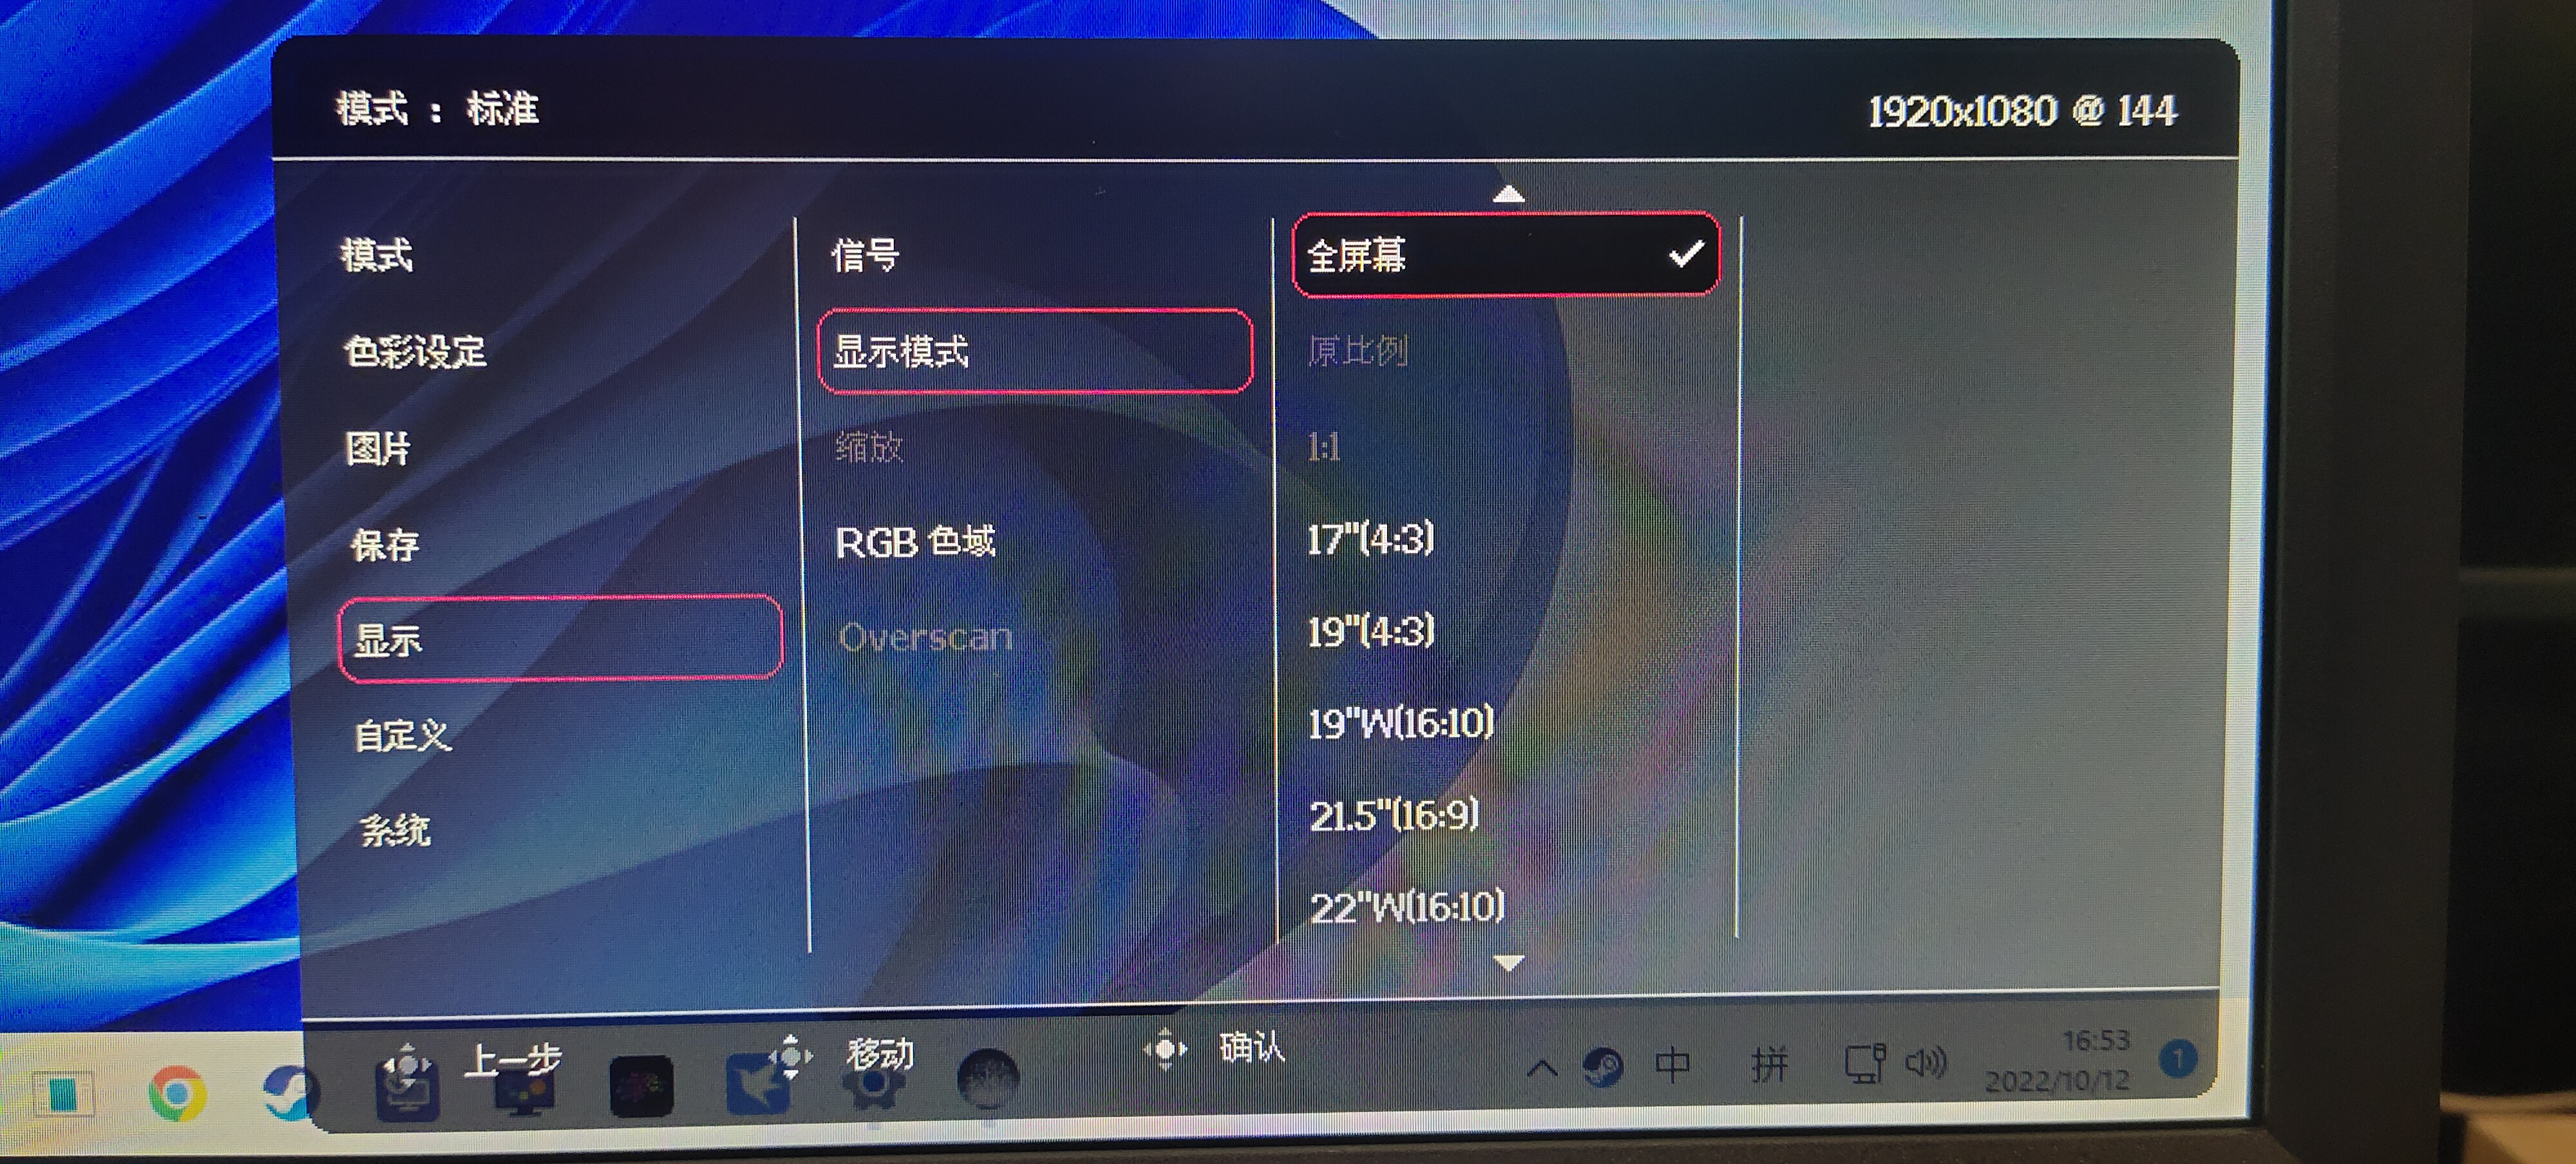 模式 : 标准
1920x1080 @ 144
模式
色彩设定
图片
保存
显示
自定义
系统
信号
显示模式
缩放
RGB 色域
Overscan
全屏幕
原比例
1:1
17"(4:3)
19"(4:3)
19"W(16:10)
21.5"(16:9)
22"W(16:10)
上一步
移动
确认
中
拼
16:53
2022/10/12
1